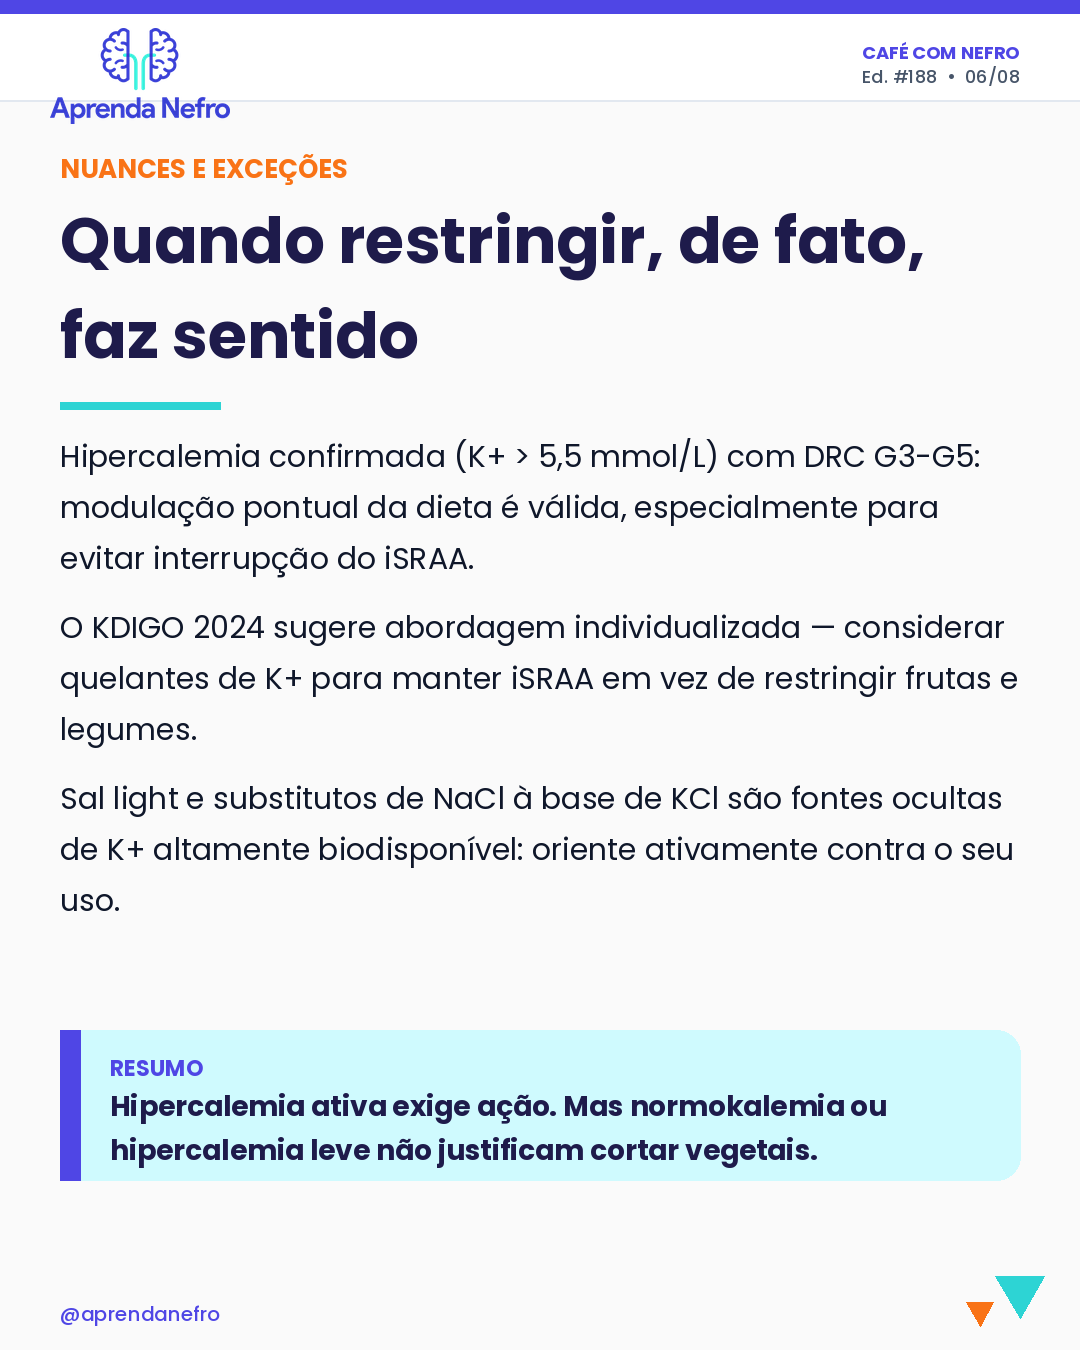 Aprenda Nefro
CAFÉ COM NEFRO
Ed. #188 • 06/08
NUANCES E EXCEÇÕES
Quando restringir, de fato,
faz sentido
Hipercalemia confirmada (K+ > 5,5 mmol/L) com DRC G3-G5:
modulação pontual da dieta é válida, especialmente para
evitar interrupção do iSRAA.
O KDIGO 2024 sugere abordagem individualizada — considerar
quelantes de K+ para manter iSRAA em vez de restringir frutas e
legumes.
Sal light e substitutos de NaCl à base de KCl são fontes ocultas
de K+ altamente biodisponível: oriente ativamente contra o seu
uso.
RESUMO
Hipercalemia ativa exige ação. Mas normokalemia ou
hipercalemia leve não justificam cortar vegetais.
@aprendanefro